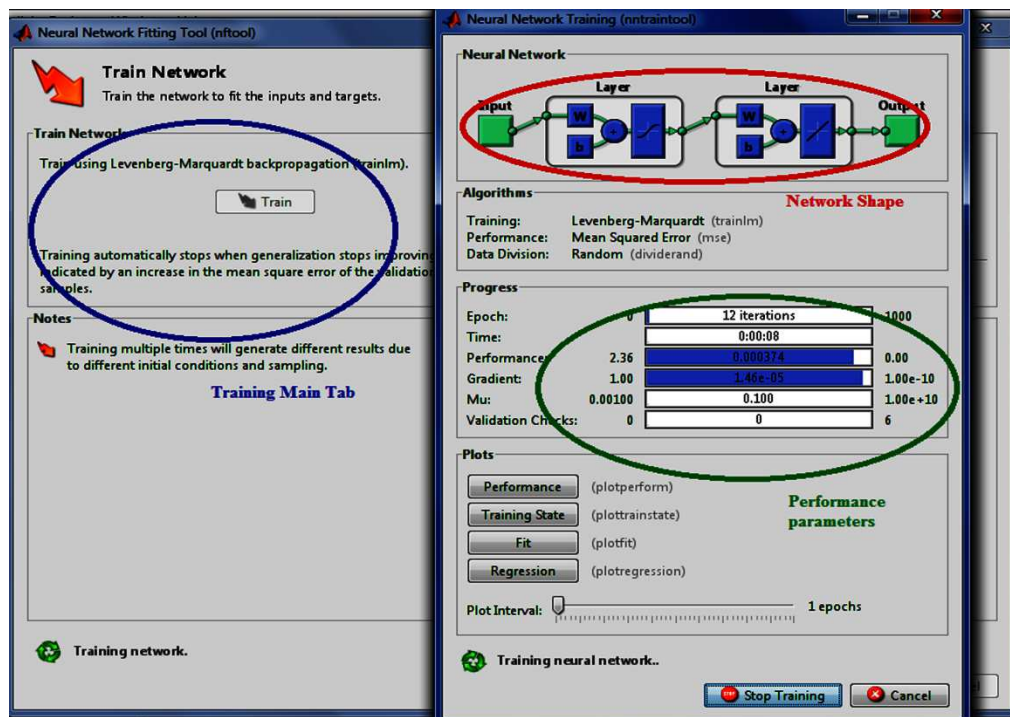 Neural Network Fitting Tool (nftool)
Train Network
Train the network to fit the inputs and targets.
Train Network
Train using Levenberg-Marquardt backpropagation (trainlm).
Train
Training automatically stops when generalization stops improving
indicated by an increase in the mean square error of the validation
samples.
Notes
Training multiple times will generate different results due
to different initial conditions and sampling.
Training Main Tab
Training network.
Neural Network Training (nntraintool)
Neural Network
Layer Layer
Input Output
W W
b b
Algorithms
Network Shape
Training: Levenberg-Marquardt (trainlm)
Performance: Mean Squared Error (mse)
Data Division: Random (dividerand)
Progress
Epoch: 0 12 iterations 1000
Time: 0:00:08
Performance: 2.36 0.000374 0.00
Gradient: 1.00 1.46e-05 1.00e-10
Mu: 0.00100 0.100 1.00e+10
Validation Checks: 0 0 6
Plots
Performance (plotperform)
Training State (plottrainstate)
Fit (plotfit)
Regression (plotregression)
Performance
parameters
Plot Interval: 1 epochs
Training neural network..
Stop Training Cancel